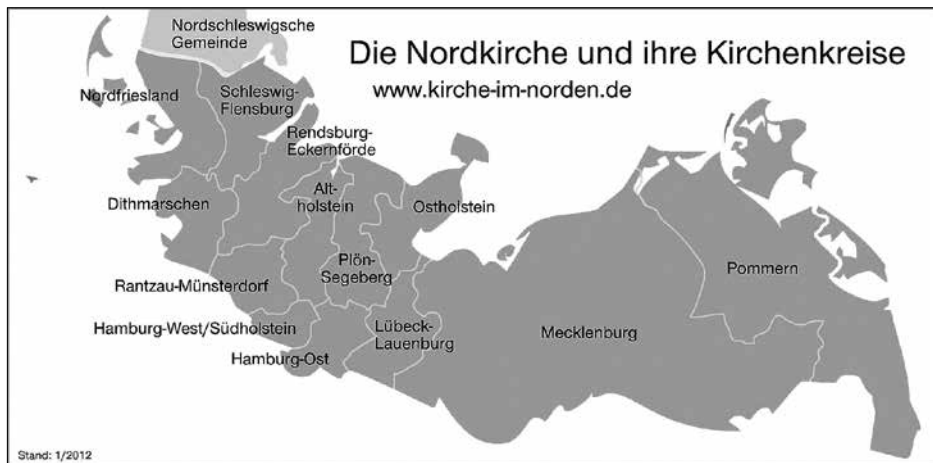 Nordschleswigsche
Gemeinde
Die Nordkirche und ihre Kirchenkreise
www.kirche-im-norden.de
Nordfriesland
Schleswig-
Flensburg
Rendsburg-
Eckernförde
Dithmarschen
Alt-
holstein
Ostholstein
Plön-
Segeberg
Pommern
Rantzau-Münsterdorf
Hamburg-West/Südholstein
Lübeck-
Lauenburg
Mecklenburg
Hamburg-Ost
Stand: 1/2012